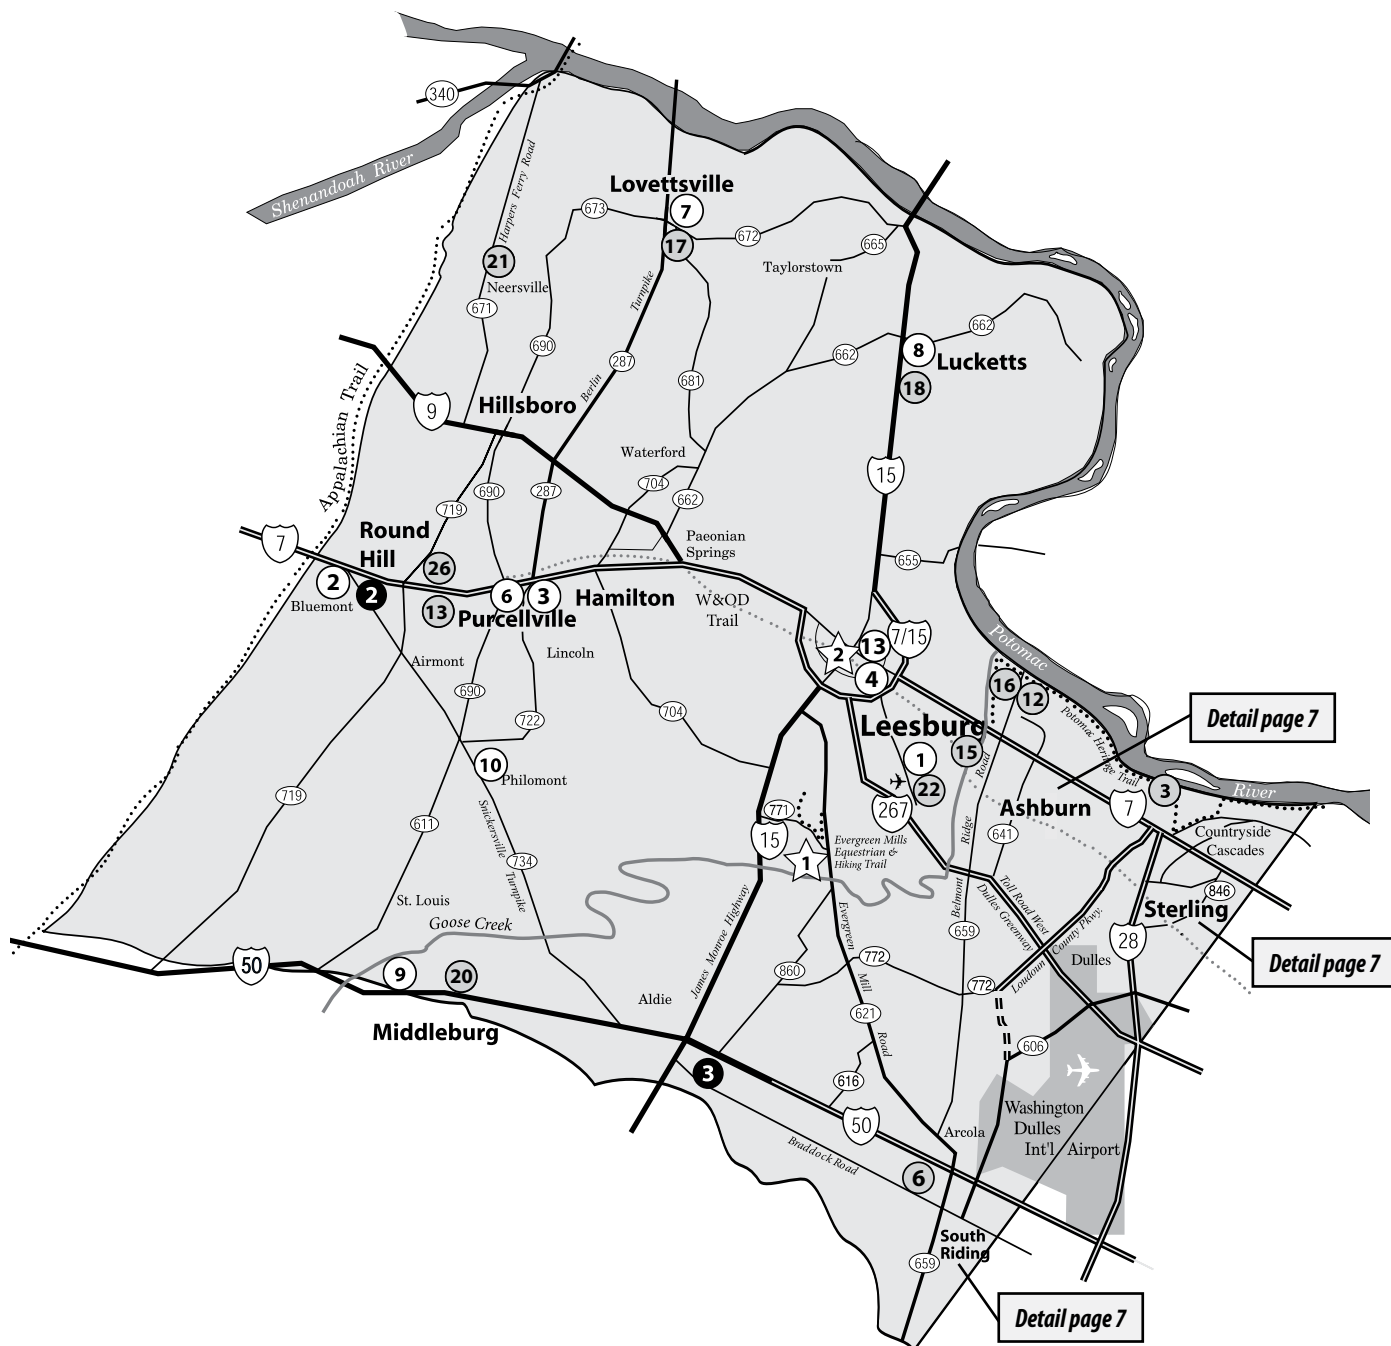 340
Shenandoah River
Harpers Ferry Road
Lovettsville
7
673
672
17
665
21
Neersville
Taylorstown
Turnpike
671
662
690
8
662
287
Lucketts
681
18
Berlin
Appalachian Trail
9
Hillsboro
Waterford
15
704
690
287
662
719
Paeonian
Springs
7
Round
Hill
655
26
2
2
6
3
Hamilton
W&OD
Trail
Bluemont
13
Purcellville
Potomac
7/15
13
2
Lincoln
Airmont
4
16
12
690
704
722
Potomac Heritage Trail
Detail page 7
Leesburg
15
1
10
Philomont
Road
22
3
River
719
Ashburn
7
771
267
611
Snickersville
Turnpike
Ridge
641
Countryside
Cascades
15
Evergreen Mills
Equestrian &
Hiking Trail
1
734
846
Toll Road West
Dulles Greenway
Belmont
St. Louis
Sterling
Goose Creek
James Monroe Highway
Evergreen
Mill
Road
659
Loudoun County Pkwy.
28
50
772
Dulles
Detail page 7
9
20
860
772
Aldie
621
Middleburg
606
3
616
Washington
Dulles
Int'l Airport
50
Arcola
Braddock Road
6
South
Riding
659
Detail page 7